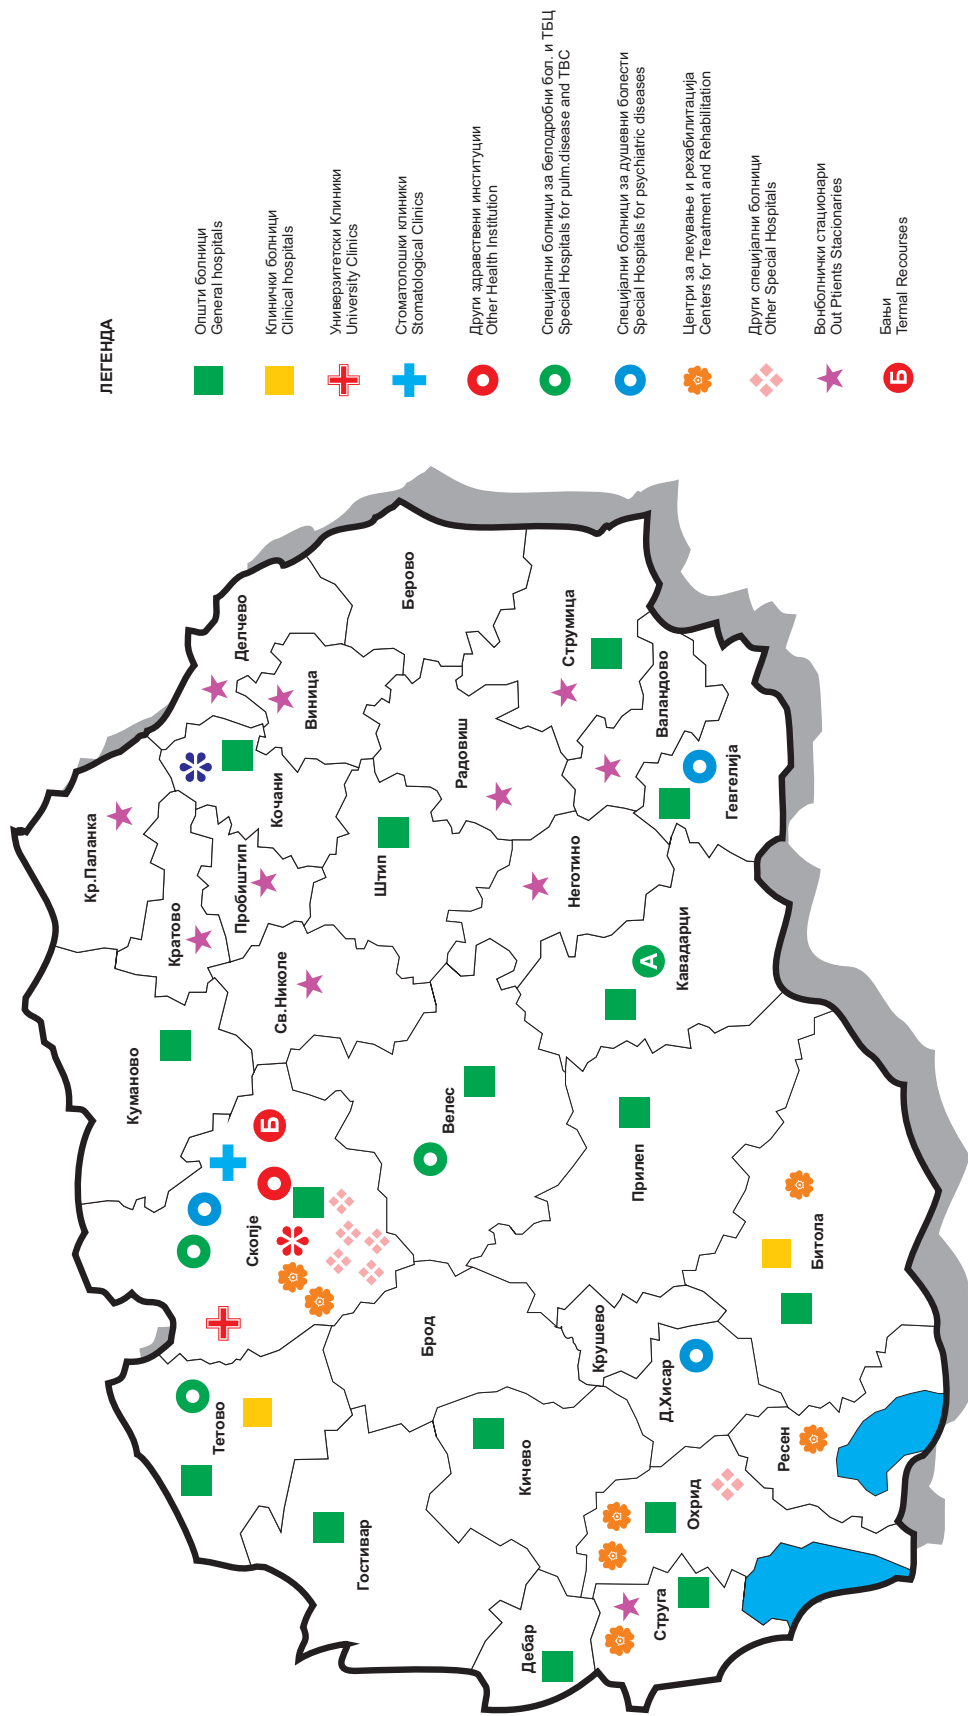 ЛЕГЕНДА
Општи болници
General hospitals
Клинички болници
Clinical hospitals
Универзитетски Клиники
University Clinics
Стоматолошки клиники
Stomatological Clinics
Други здравствени институции
Other Health Institution
Специјални болници за белодробни бол. и ТБЦ
Special Hospitals for pulm.disease and TBC
Специјални болници за душевни болести
Special Hospitals for psychiatric diseases
Центри за лекување и рехабилитација
Centers for Treatment and Rehabilitation
Други специјални болници
Other Special Hospitals
Вонболнички стационари
Out Ptients Stacionaries
Б
Бањи
Termal Recourses
Кр.Паланка
Куманово
Кратово
Делчево
Пробиштип
Кочани
Виница
Св.Николе
Б
Скопје
Тетово
Гостивар
Штип
Берово
Радовиш
Велес
Брод
Кичево
Дебар
Струмица
Неготино
Валандово
А
Кавадарци
Гевгелија
Прилеп
Крушево
Д.Хисар
Битола
Охрид
Струга
Ресен